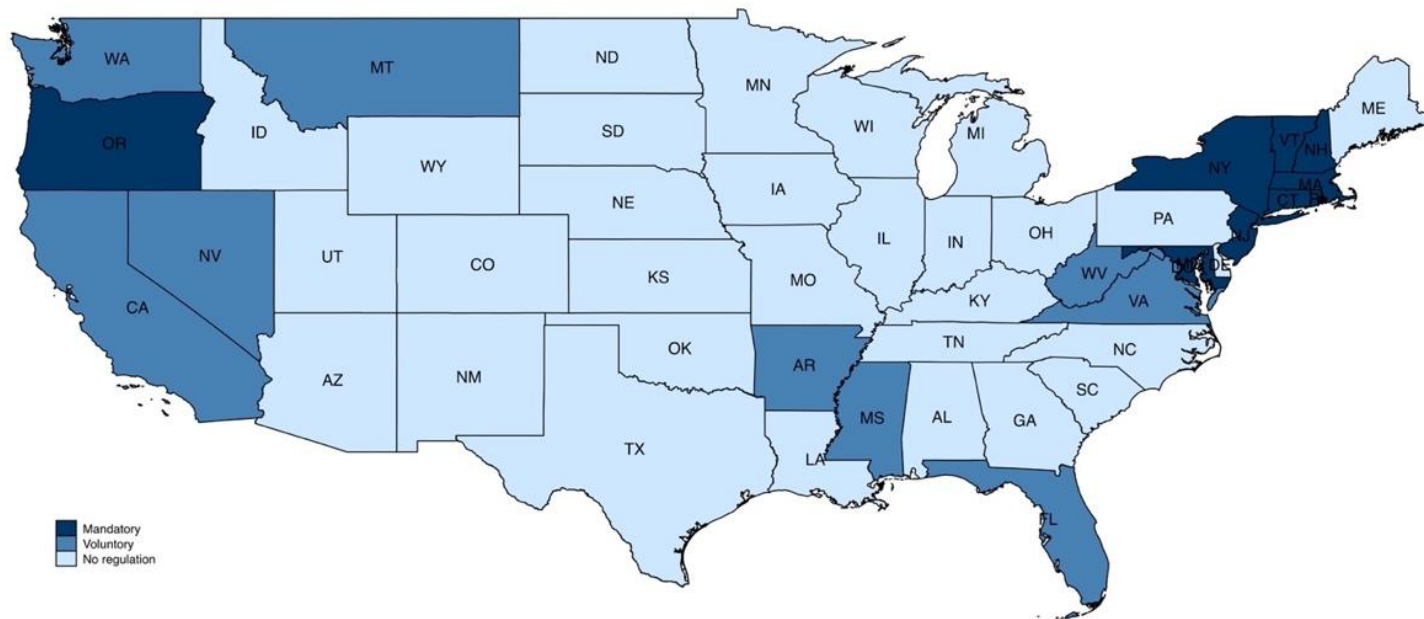 WA
MT
ND
MN
ME
OR
ID
SD
WI
MI
VT
NH
NY
WY
MA
CT
IA
NE
PA
NV
UT
CO
IL
IN
OH
NJ
DE
WV
KS
MO
VA
CA
KY
TN
NC
OK
AR
AZ
NM
SC
MS
AL
GA
TX
LA
FL
Mandatory
Voluntory
No regulation